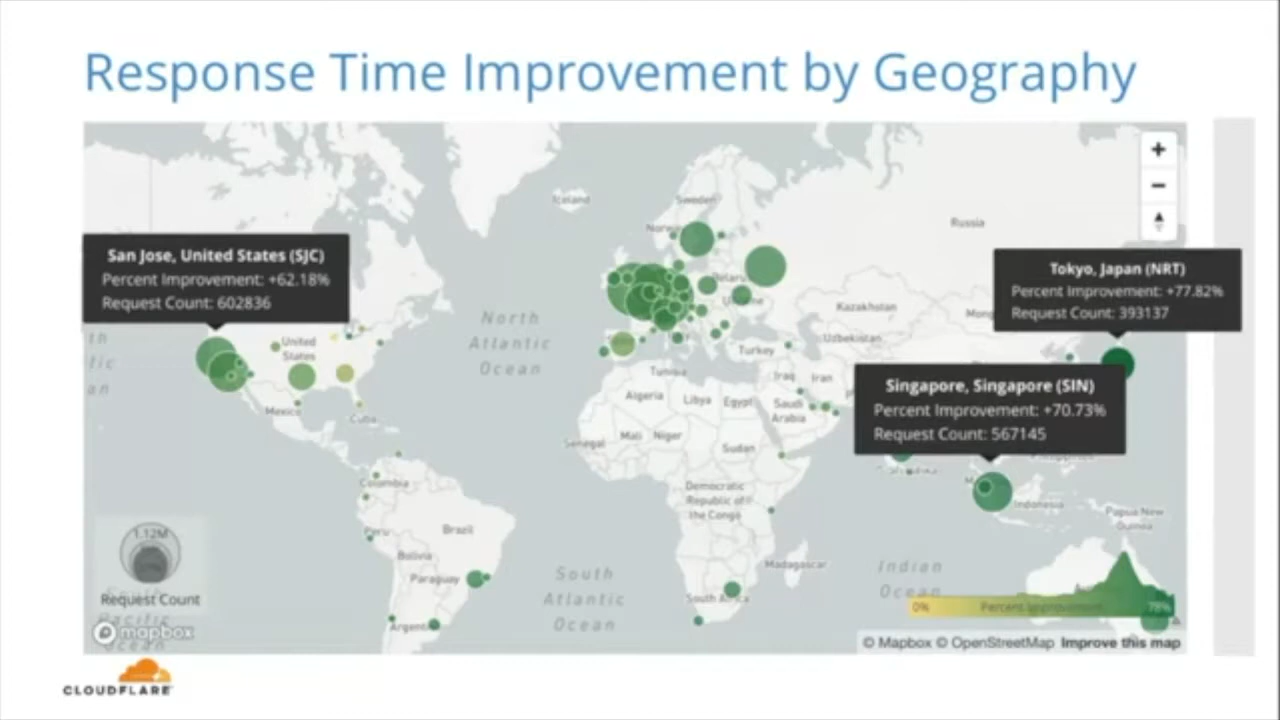 Response Time Improvement by Geography
Iceland
Sweden
Russia
San Jose, United States (SJC)
Percent Improvement: +62.18%
Request Count: 602836
Tokyo, Japan (NRT)
Percent Improvement: +77.82%
Request Count: 393137
North
Atlantic
Ocean
Kazakhstan
Uzbekistan
United
States
Turkey
Tunisia
Iraq
Iran
Singapore, Singapore (SIN)
Percent Improvement: +70.73%
Request Count: 567145
Mexico
Cuba
Algeria
Libya
Egypt
Saudi
Arabia
Senegal
Mali
Niger
Sudan
Colombia
Democratic
Republic of
the Congo
Indonesia
Papua New
Guinea
Peru
Brazil
Bolivia
Paraguay
Madagascar
South
Atlantic
Ocean
Indian
Ocean
South Africa
1.12M
Request Count
0%
Percent Improvement
78%
Ocean
mapbox
© Mapbox © OpenStreetMap Improve this map
CLOUDFLARE